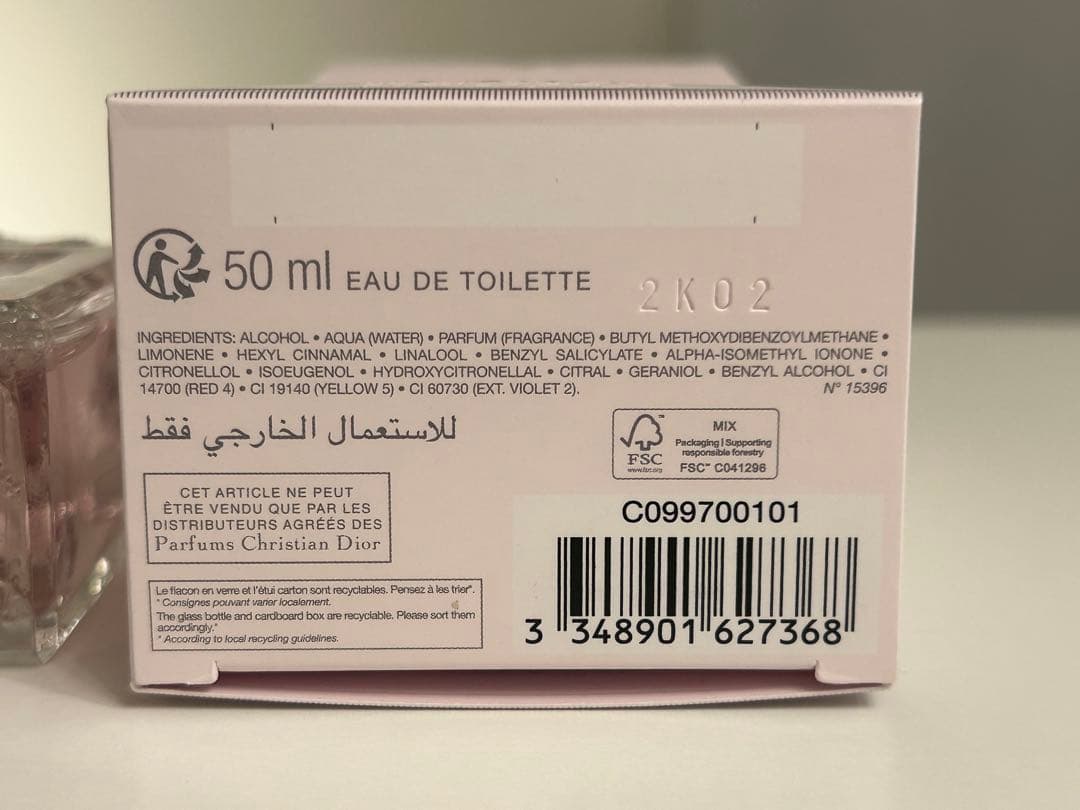 50 ml EAU DE TOILETTE
2K02
INGREDIENTS: ALCOHOL • AQUA (WATER) • PARFUM (FRAGRANCE) • BUTYL METHOXYDIBENZOYLMETHANE •
LIMONENE • HEXYL CINNAMAL • LINALOOL • BENZYL SALICYLATE • ALPHA-ISOMETHYL IONONE •
CITRONELLOL • ISOEUGENOL • HYDROXYCITRONELLAL • CITRAL • GERANIOL • BENZYL ALCOHOL • CI
14700 (RED 4) • CI 19140 (YELLOW 5) • CI 60730 (EXT. VIOLET 2).
N° 15396
للاستعمال الخارجي فقط
FSC™
www.fsc.org
MIX
Packaging | Supporting
responsible forestry
FSC™ C041296
CET ARTICLE NE PEUT
ÊTRE VENDU QUE PAR LES
DISTRIBUTEURS AGRÉÉS DES
Parfums Christian Dior
Le flacon en verre et l'étui carton sont recyclables. Pensez à les trier*.
* Consignes pouvant varier localement.
The glass bottle and cardboard box are recyclable. Please sort them
accordingly.*
* According to local recycling guidelines.
C099700101
3 348901 627368